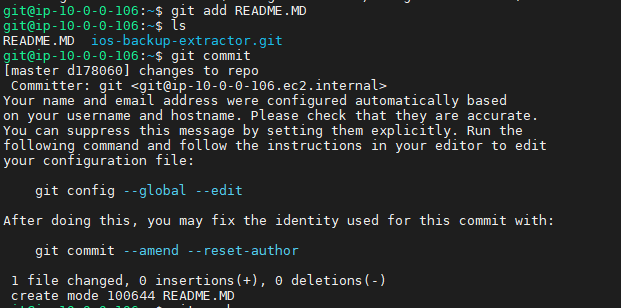 git@ip-10-0-0-106:~$ git add README.MD
git@ip-10-0-0-106:~$ ls
README.MD  ios-backup-extractor.git
git@ip-10-0-0-106:~$ git commit
[master d178060] changes to repo
 Committer: git <git@ip-10-0-0-106.ec2.internal>
Your name and email address were configured automatically based
on your username and hostname. Please check that they are accurate.
You can suppress this message by setting them explicitly. Run the
following command and follow the instructions in your editor to edit
your configuration file:

    git config --global --edit

After doing this, you may fix the identity used for this commit with:

    git commit --amend --reset-author

 1 file changed, 0 insertions(+), 0 deletions(-)
 create mode 100644 README.MD